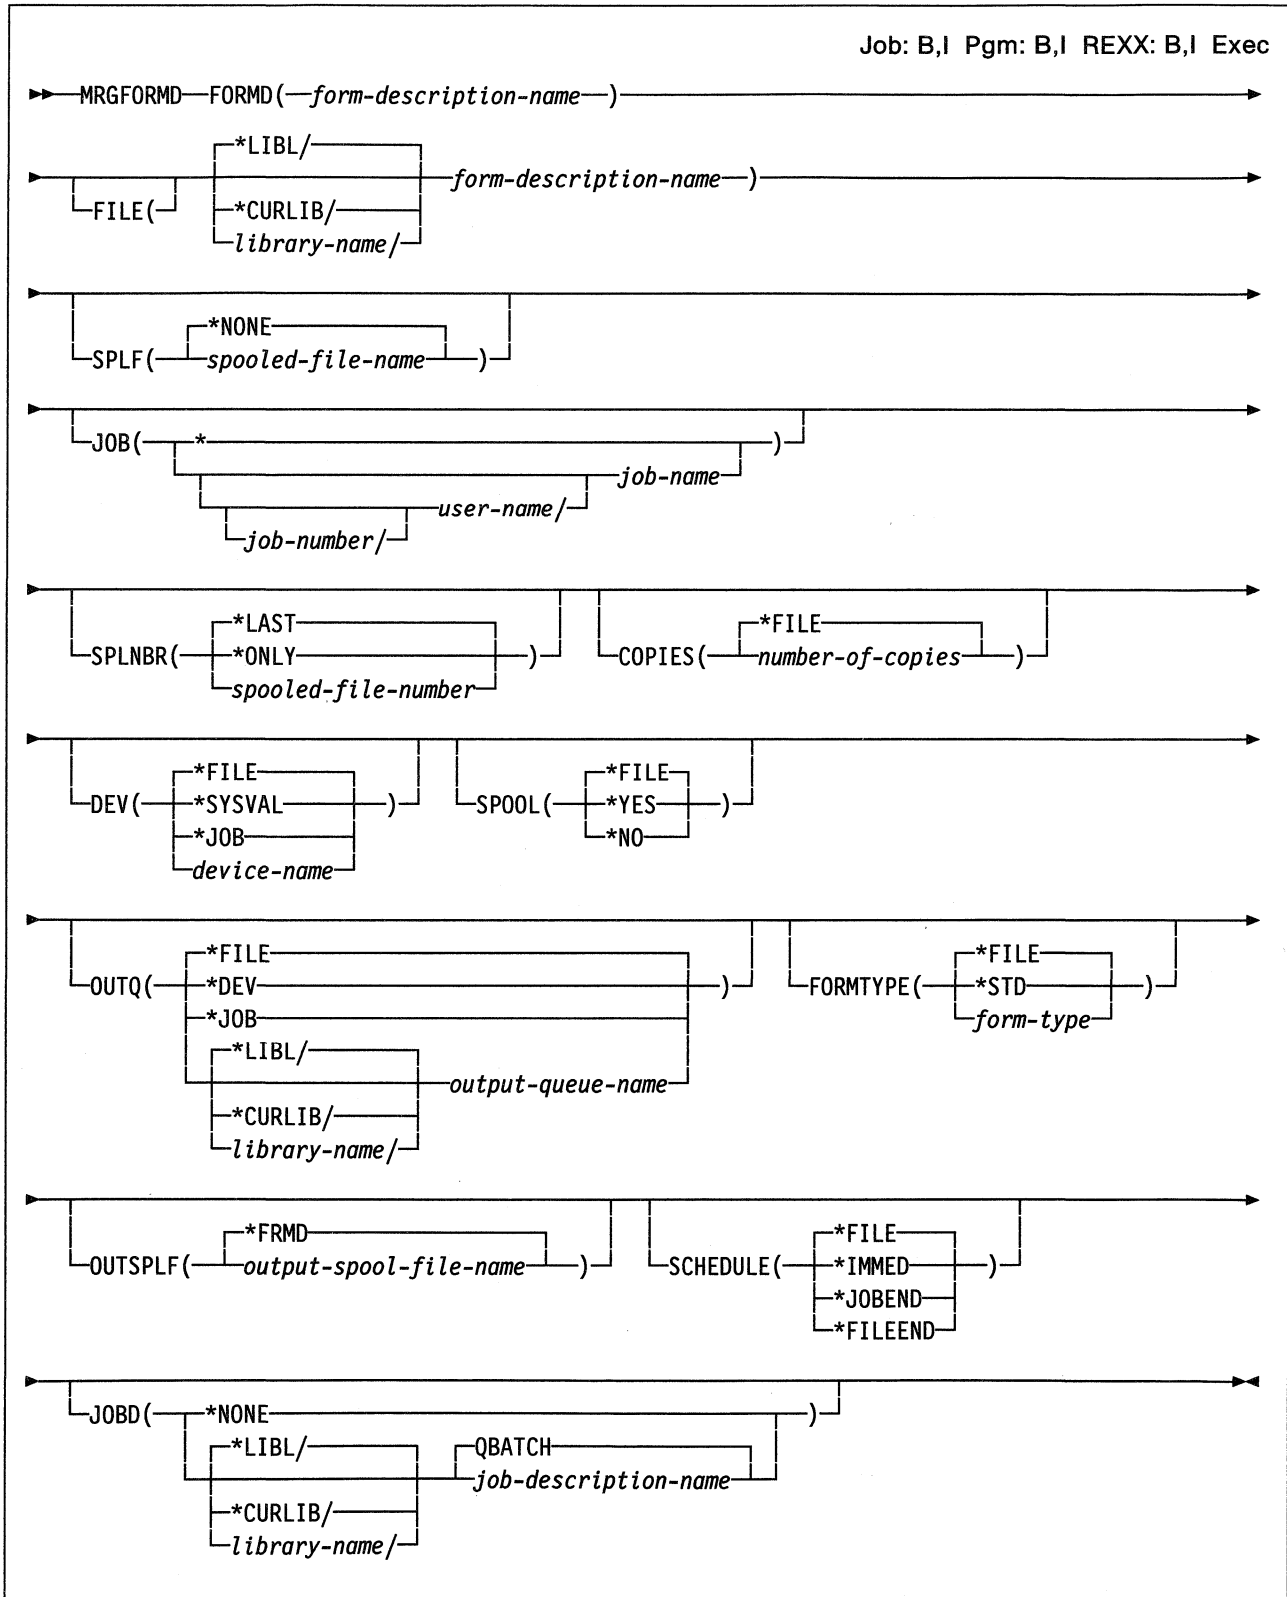 Job: B,I Pgm: B,I REXX: B,I Exec
MRGFORMD FORMD( form-description-name )
*LIBL/
form-description-name )
FILE(
*CURLIB/
library-name/
*NONE
SPLF( spooled-file-name )
JOB( * )
job-name
user-name/
job-number/
*LAST
*FILE
SPLNBR( *ONLY )
COPIES( number-of-copies )
spooled-file-number
*FILE
*FILE
DEV( *SYSVAL )
SPOOL( *YES )
*JOB
*NO
device-name
*FILE
*FILE
OUTQ( *DEV )
FORMTYPE( *STD )
*JOB
form-type
*LIBL/
output-queue-name
*CURLIB/
library-name/
*FRMD
*FILE
OUTSPLF( output-spool-file-name )
SCHEDULE( *IMMED )
*JOBEND
*FILEEND
JOBD( *NONE )
*LIBL/
QBATCH
job-description-name
*CURLIB/
library-name/